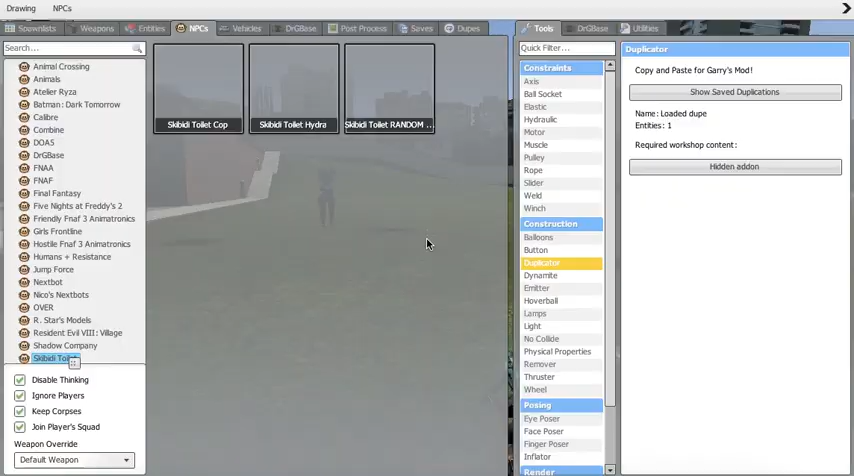 Drawing NPCs
Spawnlists Weapons Entities NPCs Vehicles DrGBase Post Process Saves Dupes
Search...
Animal Crossing
Animals
Atelier Ryza
Batman: Dark Tomorrow
Calibre
Combine
DOA5
DrGBase
FNAA
FNAF
Final Fantasy
Five Nights at Freddy's 2
Friendly Fnaf 3 Animatronics
Girls Frontline
Hostile Fnaf 3 Animatronics
Humans + Resistance
Jump Force
Nextbot
Nico's Nextbots
OVER
R. Star's Models
Resident Evil VIII: Village
Shadow Company
Skibidi Toilet
Disable Thinking
Ignore Players
Keep Corpses
Join Player's Squad
Weapon Override
Default Weapon
Skibidi Toilet Cop
Skibidi Toilet Hydra
Skibidi Toilet RANDOM ...
Tools DrGBase Utilities
Quick Filter...
Constraints
Axis
Ball Socket
Elastic
Hydraulic
Motor
Muscle
Pulley
Rope
Slider
Weld
Winch
Construction
Balloons
Button
Duplicator
Dynamite
Emitter
Hoverball
Lamps
Light
No Collide
Physical Properties
Remover
Thruster
Wheel
Posing
Eye Poser
Face Poser
Finger Poser
Inflator
Render
Duplicator
Copy and Paste for Garry's Mod!
Show Saved Duplications
Name: Loaded dupe
Entities: 1
Required workshop content:
Hidden addon